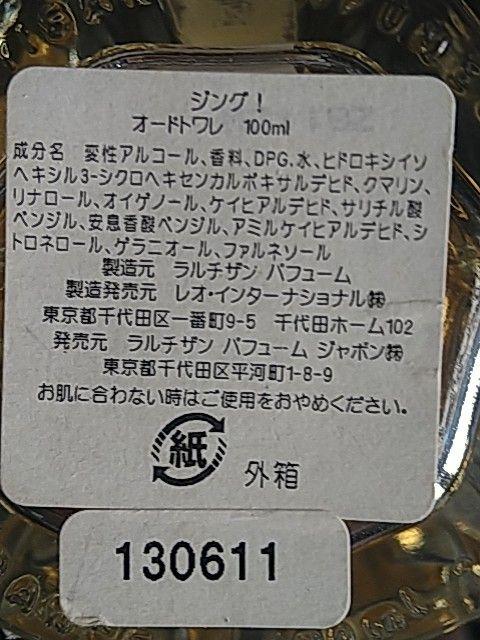 ジング！
オードトワレ 100ml
成分名 変性アルコール、香料、DPG、水、ヒドロキシイソ
ヘキシル3-シクロヘキセンカルボキサルデヒド、クマリン、
リナロール、オイゲノール、ケイヒアルデヒド、サリチル酸
ベンジル、安息香酸ベンジル、アミルケイヒアルデヒド、シ
トロネロール、ゲラニオール、ファルネソール
製造元 ラルチザン パフューム
製造発売元 レオ・インターナショナル㈱
東京都千代田区一番町9-5 千代田ホーム102
発売元 ラルチザン パフューム ジャポン㈱
東京都千代田区平河町1-8-9
お肌に合わない時はご使用をおやめください。
紙 外箱
130611